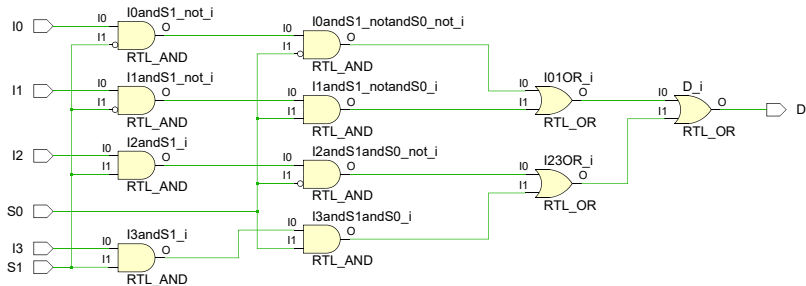 I0andS1_not_i
I0 I0 O
I1
RTL_AND
I0andS1_notandS0_not_i
I0 O
I1
RTL_AND
I1andS1_not_i
I1 I0 O
I1
RTL_AND
I1andS1_notandS0_i
I0 O
I1
RTL_AND
I01OR_i
I0 O
I1
RTL_OR
D_i
I0 O
I1
RTL_OR
D
I2andS1_i
I2 I0 O
I1
RTL_AND
I2andS1andS0_not_i
I0 O
I1
RTL_AND
I23OR_i
I0 O
I1
RTL_OR
S0
I3andS1_i
I3 I0 O
S1 I1
RTL_AND
I3andS1andS0_i
I0 O
I1
RTL_AND